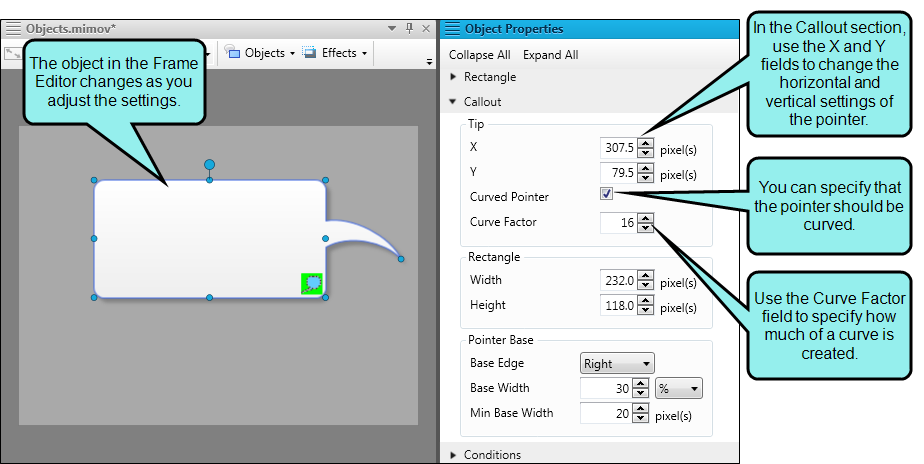 Objects.mimov*
Objects
Effects
The object in the Frame
Editor changes as you
adjust the settings.
Object Properties
Collapse All Expand All
Rectangle
Callout
Tip
X 307.5 pixel(s)
Y 79.5 pixel(s)
Curved Pointer
Curve Factor 16
Rectangle
Width 232.0 pixel(s)
Height 118.0 pixel(s)
Pointer Base
Base Edge Right
Base Width 30 %
Min Base Width 20 pixel(s)
Conditions
In the Callout section,
use the X and Y
fields to change the
horizontal and
vertical settings of
the pointer.
You can specify that
the pointer should be
curved.
Use the Curve Factor
field to specify how
much of a curve is
created.